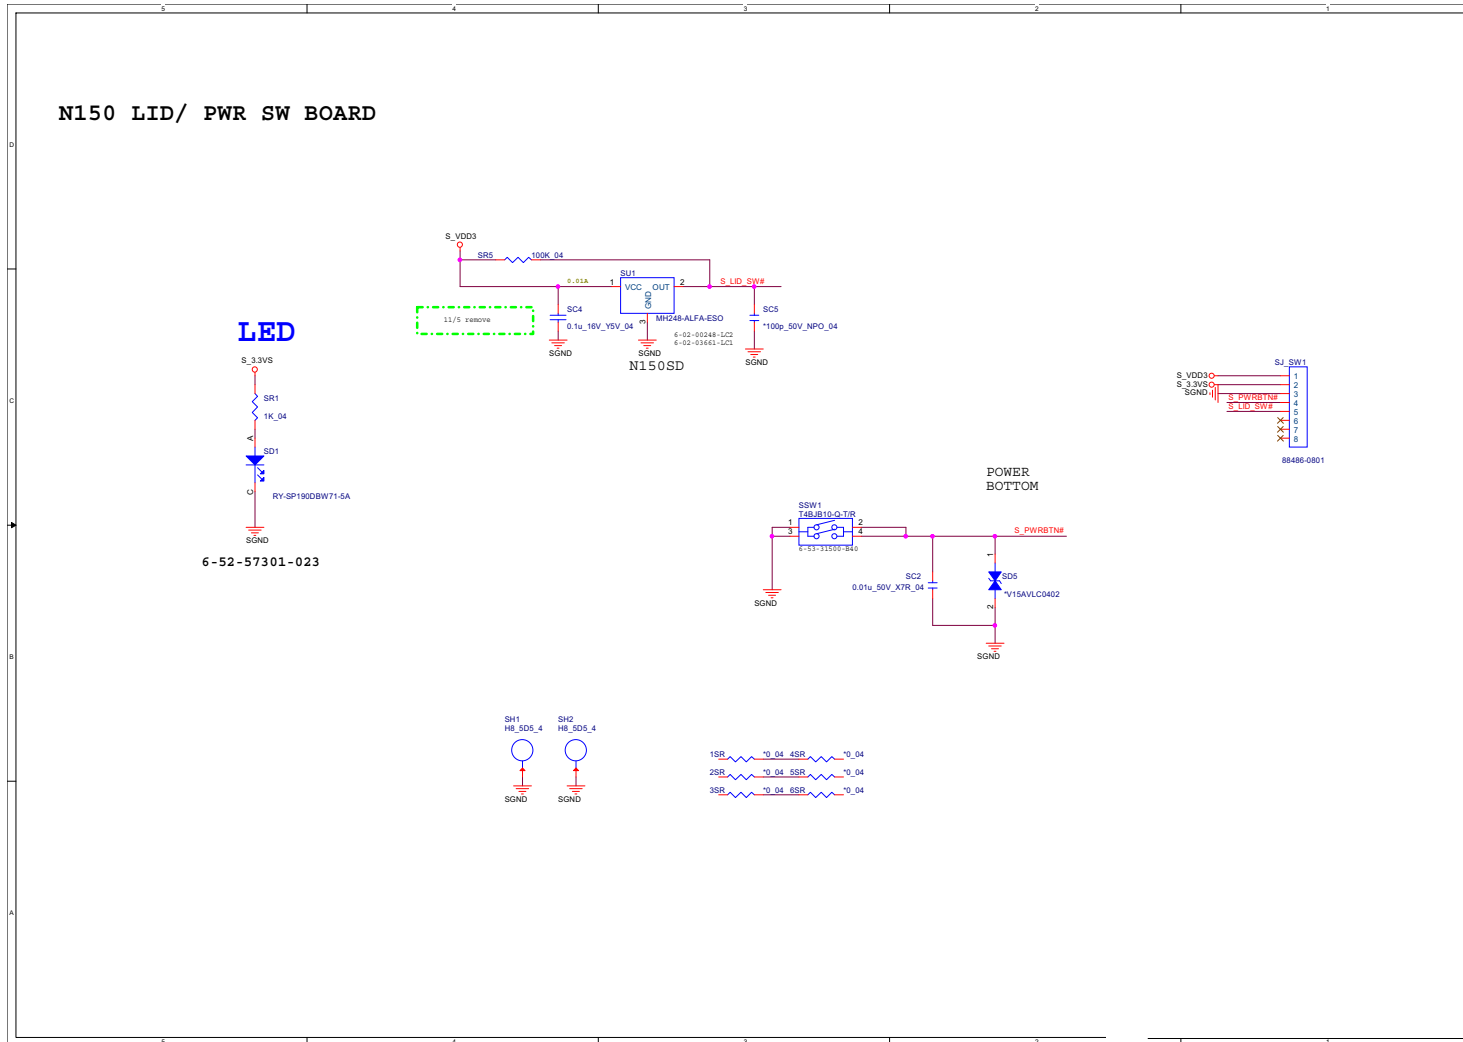 5 4 3 2 1
N150 LID/ PWR SW BOARD
D
S_VDD3
SR5 100K_04
SU1
0.01A 1 VCC OUT 2 S_LID_SW#
GND
3
SC4
0.1u_16V_Y5V_04
SGND
MH248-ALFA-ESO
6-02-00248-LC2
6-02-03661-LC1
SGND
N150SD
SC5
*100p_50V_NPO_04
SGND
11/5 remove
LED
S_3.3VS
SR1
1K_04
A
SD1
C
RY-SP190DBW71-5A
SGND
6-52-57301-023
C
SJ_SW1
S_VDD3 1
S_3.3VS 2
SGND 3
S_PWRBTN# 4
S_LID_SW# 5
6
7
8
88486-0801
POWER
BOTTOM
SSW1
T4BJB10-Q-T/R
1 2
3 4
6-53-31500-B40
S_PWRBTN#
SGND
SC2
0.01u_50V_X7R_04
1
SD5
*V15AVLC0402
2
SGND
B
SH1 SH2
H8_5D5_4 H8_5D5_4
SGND SGND
1SR *0_04 4SR *0_04
2SR *0_04 5SR *0_04
3SR *0_04 6SR *0_04
A
5 4 3 2 1